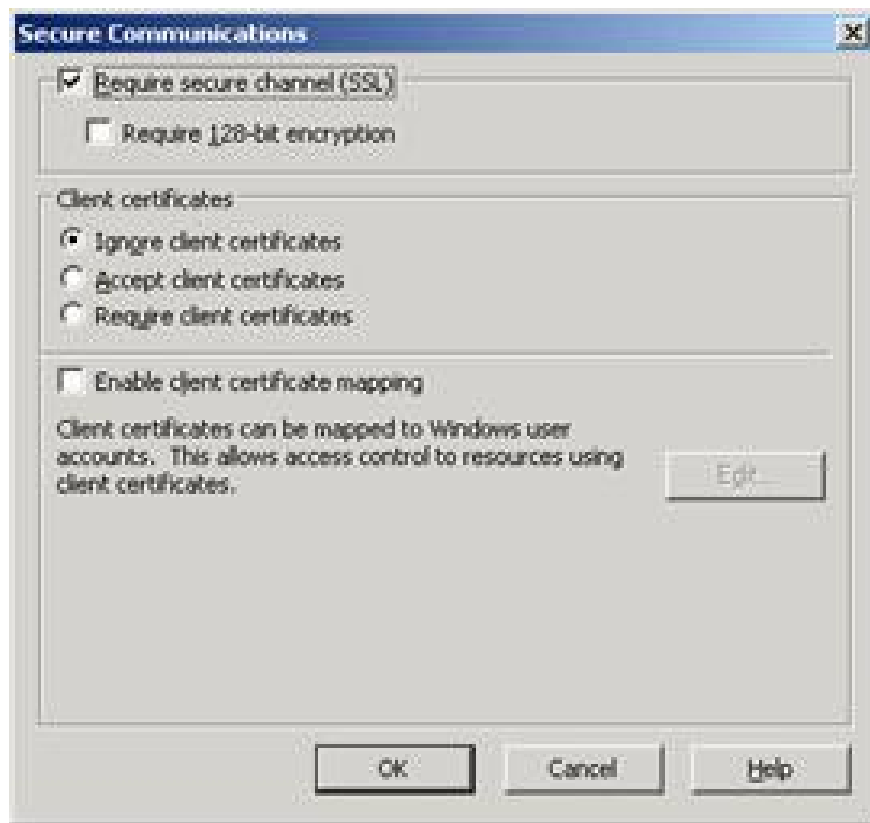 Secure Communications
Require secure channel (SSL)
Require 128-bit encryption
Client certificates
Ignore client certificates
Accept client certificates
Require client certificates
Enable client certificate mapping
Client certificates can be mapped to Windows user
accounts. This allows access control to resources using
client certificates.
Edit...
OK
Cancel
Help